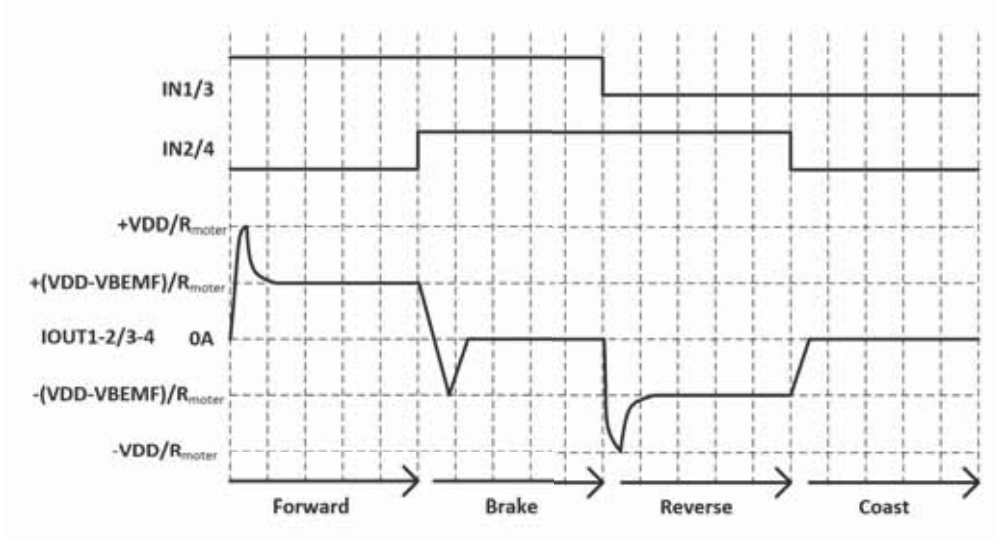 IN1/3
IN2/4
+VDD/Rmoter
+(VDD-VBEMF)/Rmoter
IOUT1-2/3-4 0A
-(VDD-VBEMF)/Rmoter
-VDD/Rmoter
Forward Brake Reverse Coast